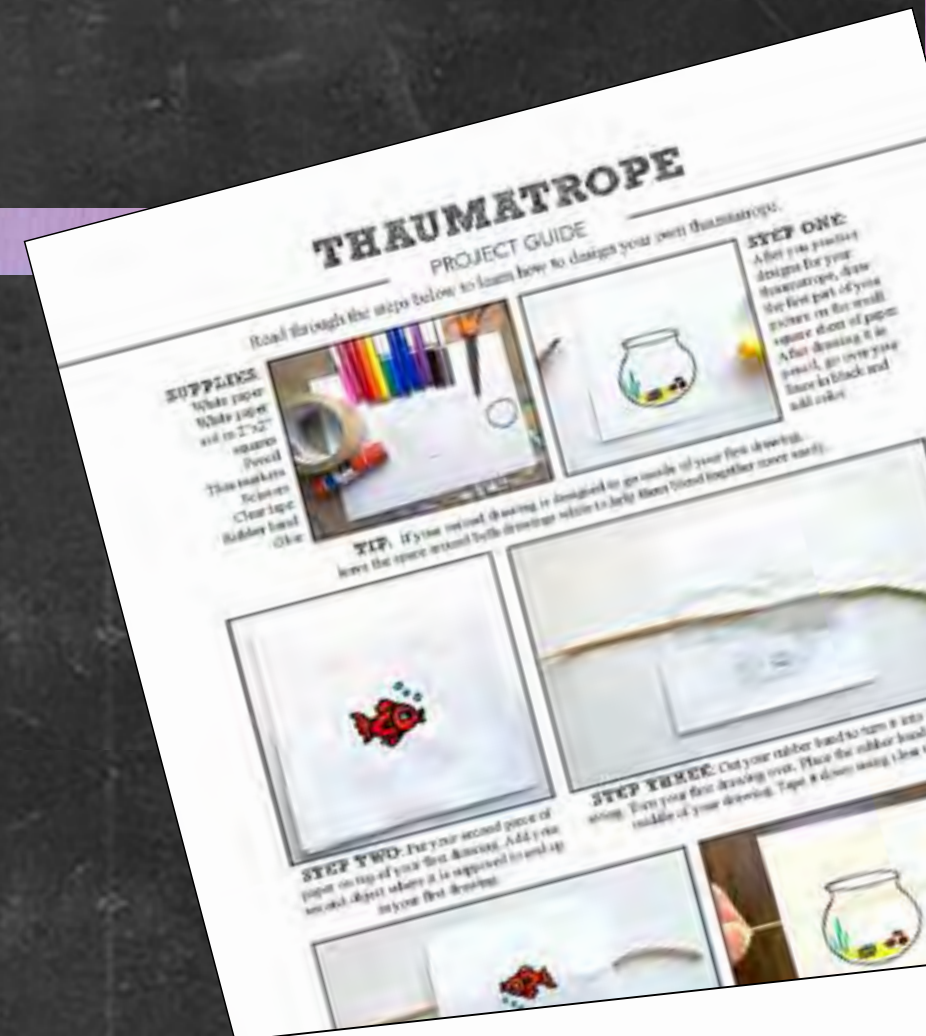 THAUMATROPE
PROJECT GUIDE
Read through the steps below to learn how to design your own thaumatrope.
SUPPLIES:
White paper
White paper
cut in 2"x2"
squares
Pencil
Thin markers
Scissors
Clear tape
Rubber band
Glue
STEP ONE:
After you practice
designs for your
thaumatrope, draw
the first part of your
picture on the small
square sheet of paper.
After drawing it in
pencil, go over your
lines in black and
add color.
TIP: If your second drawing is designed to go inside of your first drawing,
leave the space around both drawings white to help them blend together more easily.
STEP TWO: Put your second piece of
paper on top of your first drawing. Add your
second object where it is supposed to end up
in your first drawing.
STEP THREE: Cut your rubber band to turn it into
string. Turn your first drawing over. Place the rubber band
middle of your drawing. Tape it down using clear